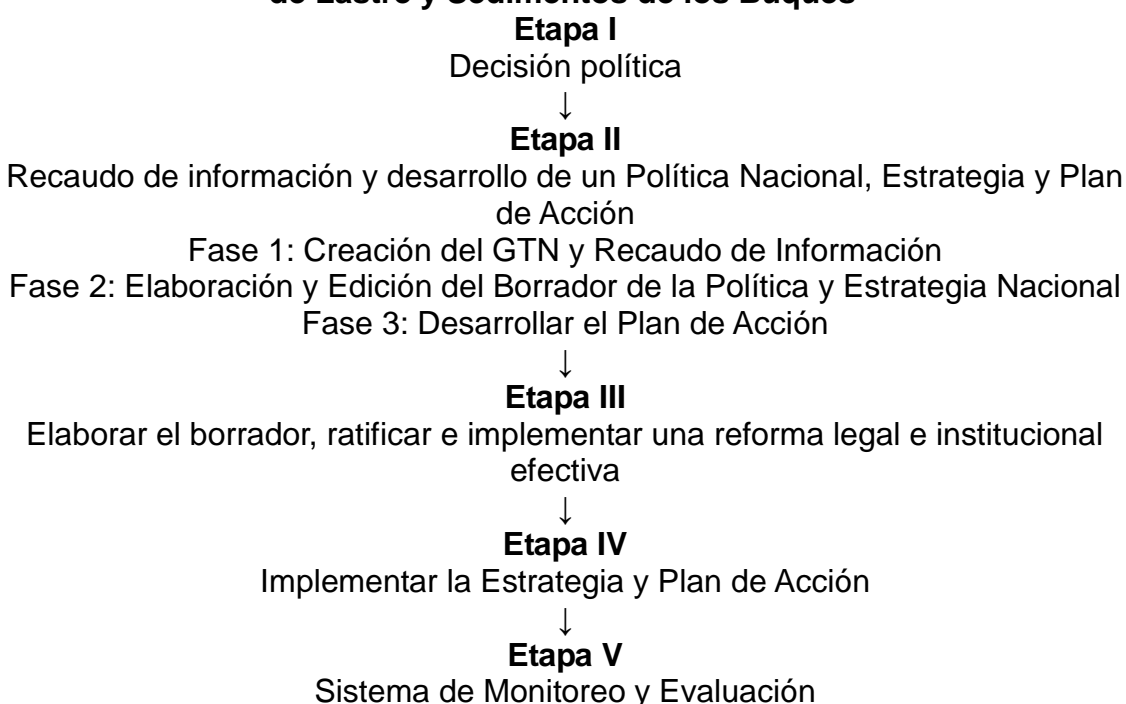 de Lastre y Sedimentos de los Buques
Etapa I
Decisión política
↓
Etapa II
Recaudo de información y desarrollo de un Política Nacional, Estrategia y Plan
de Acción
Fase 1: Creación del GTN y Recaudo de Información
Fase 2: Elaboración y Edición del Borrador de la Política y Estrategia Nacional
Fase 3: Desarrollar el Plan de Acción
↓
Etapa III
Elaborar el borrador, ratificar e implementar una reforma legal e institucional
efectiva
↓
Etapa IV
Implementar la Estrategia y Plan de Acción
↓
Etapa V
Sistema de Monitoreo y Evaluación